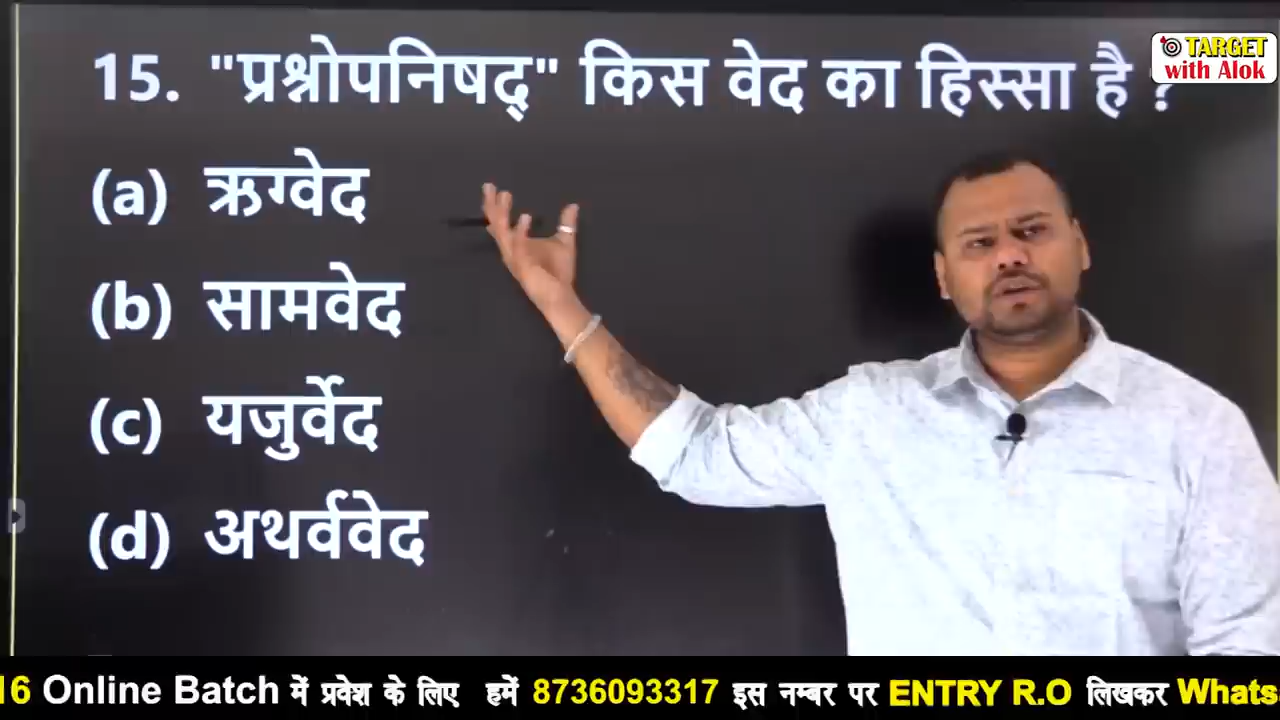 15. "प्रश्नोपनिषद्" किस वेद का हिस्सा है ?
TARGET
with Alok
(a) ऋग्वेद
(b) सामवेद
(c) यजुर्वेद
(d) अथर्ववेद
16 Online Batch में प्रवेश के लिए हमें 8736093317 इस नम्बर पर ENTRY R.O लिखकर Whats